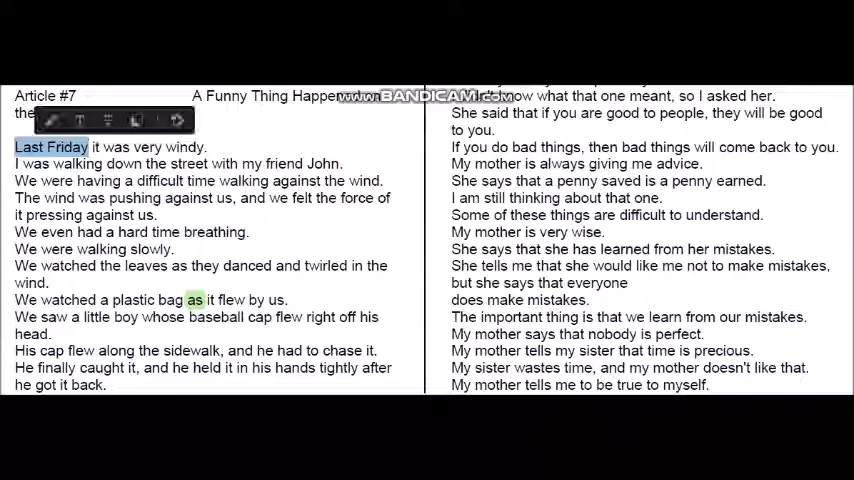 Article #7 A Funny Thing Happened on
the
www.BANDICAM.com
Last Friday it was very windy.
I was walking down the street with my friend John.
We were having a difficult time walking against the wind.
The wind was pushing against us, and we felt the force of
it pressing against us.
We even had a hard time breathing.
We were walking slowly.
We watched the leaves as they danced and twirled in the
wind.
We watched a plastic bag as it flew by us.
We saw a little boy whose baseball cap flew right off his
head.
His cap flew along the sidewalk, and he had to chase it.
He finally caught it, and he held it in his hands tightly after
he got it back.
know what that one meant, so I asked her.
She said that if you are good to people, they will be good
to you.
If you do bad things, then bad things will come back to you.
My mother is always giving me advice.
She says that a penny saved is a penny earned.
I am still thinking about that one.
Some of these things are difficult to understand.
My mother is very wise.
She says that she has learned from her mistakes.
She tells me that she would like me not to make mistakes,
but she says that everyone
does make mistakes.
The important thing is that we learn from our mistakes.
My mother says that nobody is perfect.
My mother tells my sister that time is precious.
My sister wastes time, and my mother doesn't like that.
My mother tells me to be true to myself.